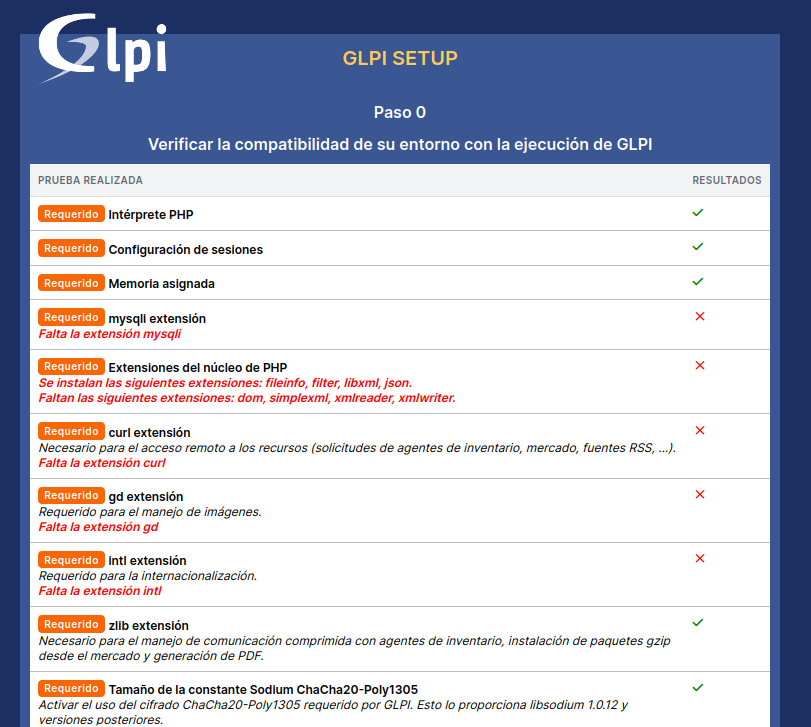 Glpi
GLPI SETUP
Paso 0
Verificar la compatibilidad de su entorno con la ejecución de GLPI
PRUEBA REALIZADA RESULTADOS
Requerido Intérprete PHP
Requerido Configuración de sesiones
Requerido Memoria asignada
Requerido mysqli extensión
Falta la extensión mysqli
Requerido Extensiones del núcleo de PHP
Se instalan las siguientes extensiones: fileinfo, filter, libxml, json.
Faltan las siguientes extensiones: dom, simplexml, xmlreader, xmlwriter.
Requerido curl extensión
Necesario para el acceso remoto a los recursos (solicitudes de agentes de inventario, mercado, fuentes RSS, ...).
Falta la extensión curl
Requerido gd extensión
Requerido para el manejo de imágenes.
Falta la extensión gd
Requerido intl extensión
Requerido para la internacionalización.
Falta la extensión intl
Requerido zlib extensión
Necesario para el manejo de comunicación comprimida con agentes de inventario, instalación de paquetes gzip
desde el mercado y generación de PDF.
Requerido Tamaño de la constante Sodium ChaCha20-Poly1305
Activar el uso del cifrado ChaCha20-Poly1305 requerido por GLPI. Esto lo proporciona libsodium 1.0.12 y
versiones posteriores.